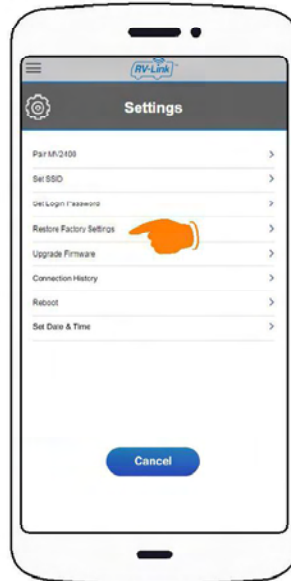 RV-Link
Settings
Pair MV2400
Set SSID
Set Login Password
Restore Factory Settings
Upgrade Firmware
Connection History
Reboot
Set Date & Time
Cancel